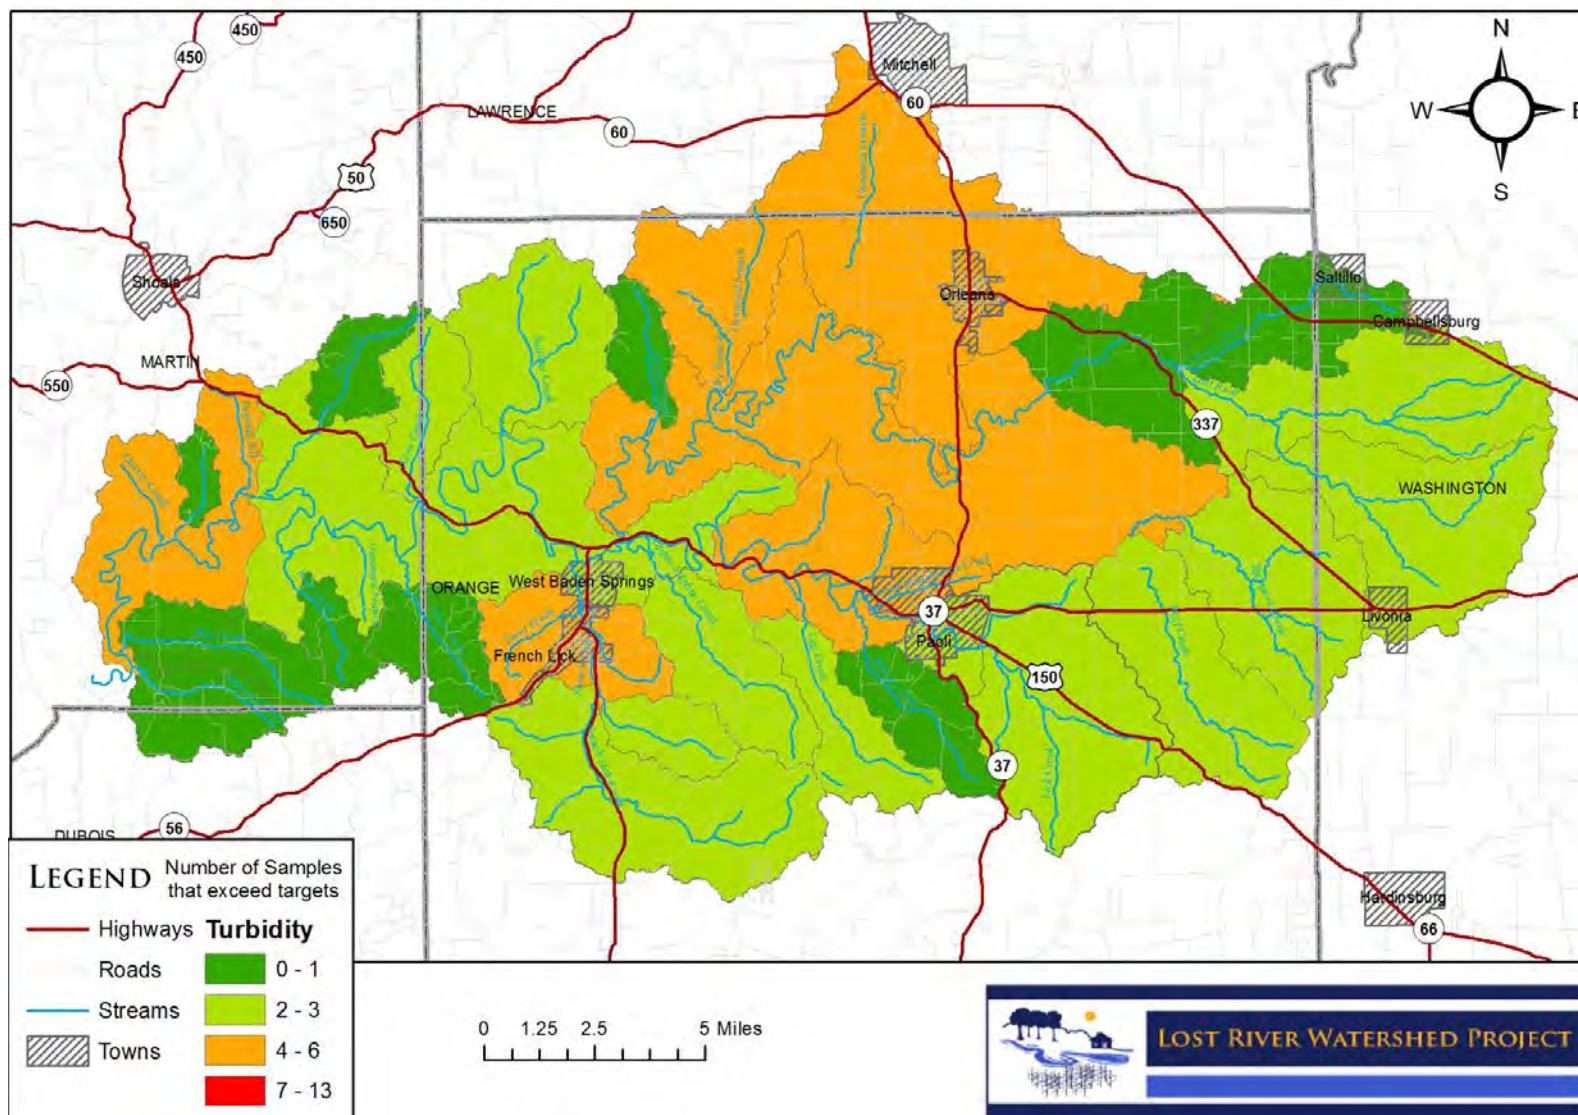 450
450
N
Mitchell
60
W
E
LAWRENCE
60
50
S
650
Shoals
Saltillo
Orleans
Campbellsburg
MARTIN
550
Sulphur Creek
337
WASHINGTON
ORANGE
West Baden Springs
37
Livonia
French Lick
Paoli
150
37
DUBOIS
56
Hardinsburg
66
LEGEND
Number of Samples
that exceed targets
Highways
Turbidity
Roads
0 - 1
Streams
2 - 3
Towns
4 - 6
7 - 13
0 1.25 2.5 5 Miles
LOST RIVER WATERSHED PROJECT